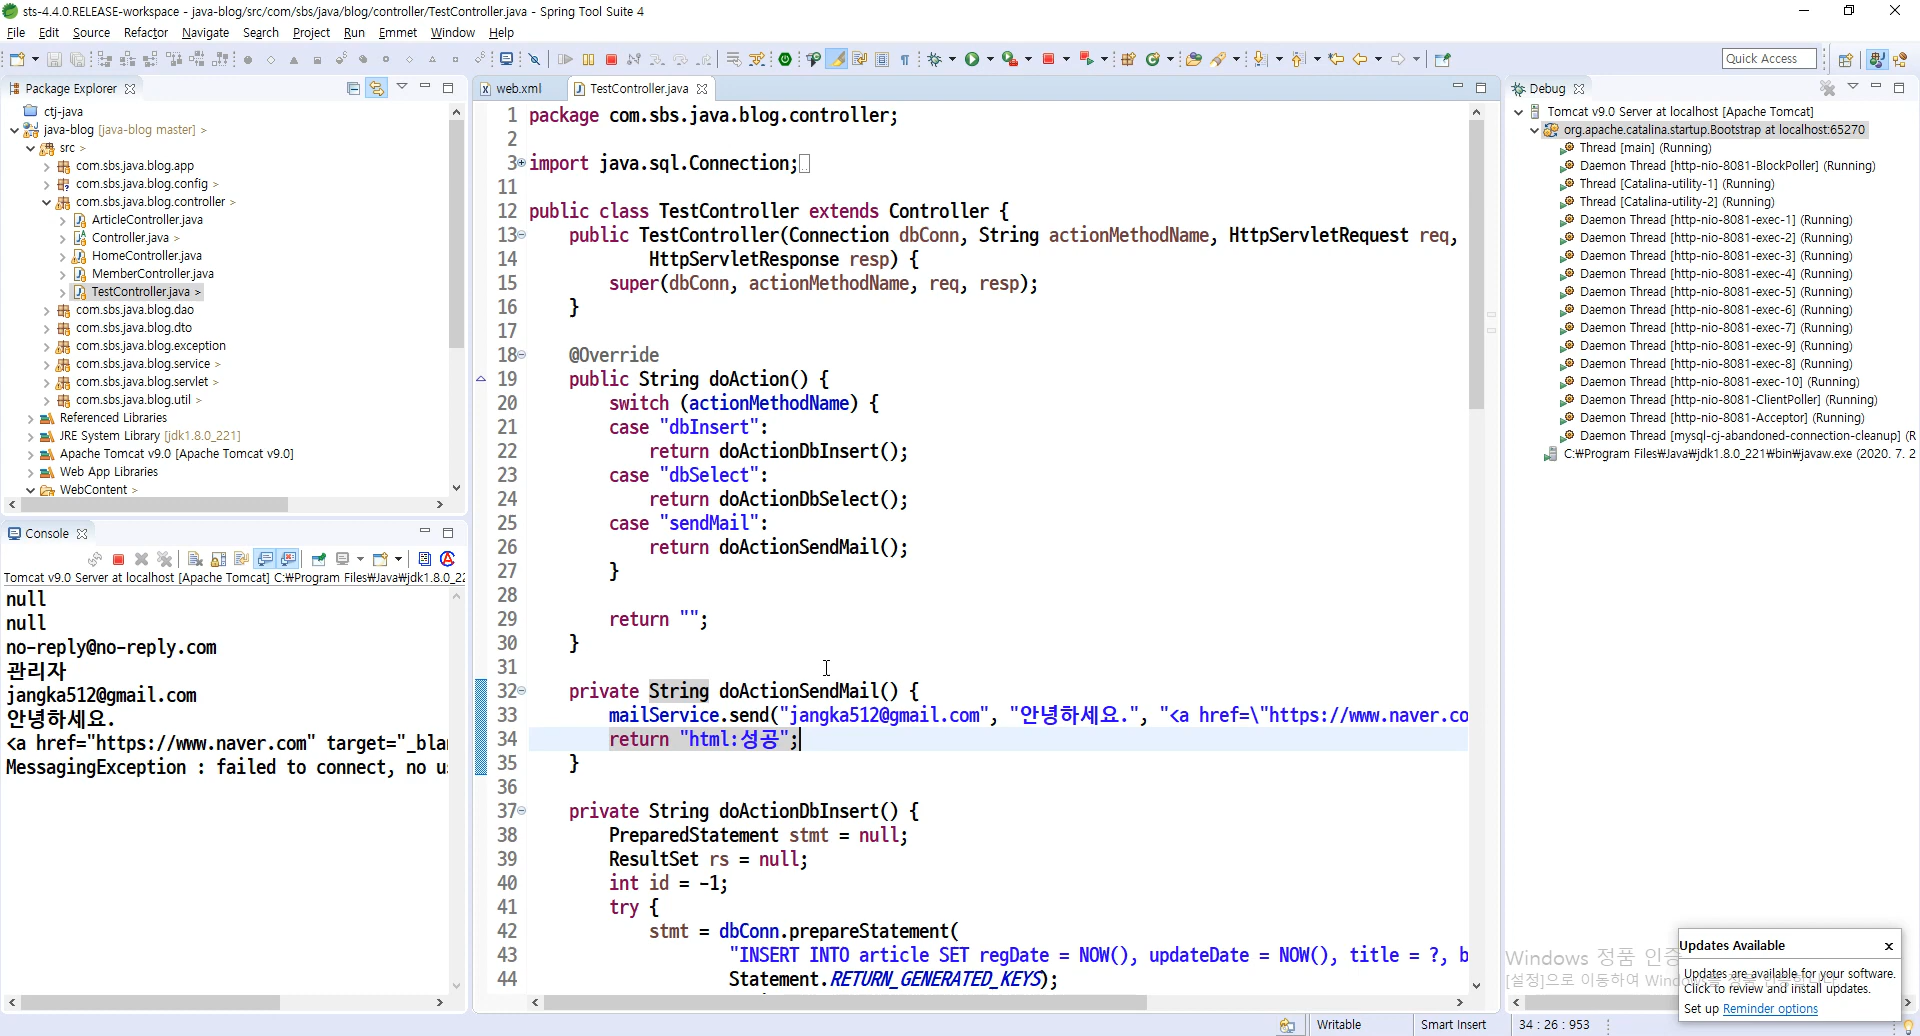 sts-4.4.0.RELEASE-workspace - java-blog/src/com/sbs/java/blog/controller/TestController.java - Spring Tool Suite 4
File Edit Source Refactor Navigate Search Project Run Emmet Window Help
Quick Access
Package Explorer
ctj-java
java-blog [java-blog master] >
src >
com.sbs.java.blog.app
com.sbs.java.blog.config >
com.sbs.java.blog.controller >
ArticleController.java
Controller.java >
HomeController.java
MemberController.java
TestController.java >
com.sbs.java.blog.dao
com.sbs.java.blog.dto
com.sbs.java.blog.exception
com.sbs.java.blog.service >
com.sbs.java.blog.servlet >
com.sbs.java.blog.util >
Referenced Libraries
JRE System Library [jdk1.8.0_221]
Apache Tomcat v9.0 [Apache Tomcat v9.0]
Web App Libraries
WebContent >
Console
Tomcat v9.0 Server at localhost [Apache Tomcat] C:₩Program Files₩Java₩jdk1.8.0_22
null
null
no-reply@no-reply.com
관리자
jangka512@gmail.com
안녕하세요.
<a href="https://www.naver.com" target="_bla
MessagingException : failed to connect, no u
web.xml TestController.java
1 package com.sbs.java.blog.controller;
2
3 import java.sql.Connection;
11
12 public class TestController extends Controller {
13 public TestController(Connection dbConn, String actionMethodName, HttpServletRequest req,
14 HttpServletResponse resp) {
15 super(dbConn, actionMethodName, req, resp);
16 }
17
18 @Override
19 public String doAction() {
20 switch (actionMethodName) {
21 case "dbInsert":
22 return doActionDbInsert();
23 case "dbSelect":
24 return doActionDbSelect();
25 case "sendMail":
26 return doActionSendMail();
27 }
28
29 return "";
30 }
31
32 private String doActionSendMail() {
33 mailService.send("jangka512@gmail.com", "안녕하세요.", "<a href=\"https://www.naver.co
34 return "html:성공";
35 }
36
37 private String doActionDbInsert() {
38 PreparedStatement stmt = null;
39 ResultSet rs = null;
40 int id = -1;
41 try {
42 stmt = dbConn.prepareStatement(
43 "INSERT INTO article SET regDate = NOW(), updateDate = NOW(), title = ?, b
44 Statement.RETURN_GENERATED_KEYS);
Debug
Tomcat v9.0 Server at localhost [Apache Tomcat]
org.apache.catalina.startup.Bootstrap at localhost:65270
Thread [main] (Running)
Daemon Thread [http-nio-8081-BlockPoller] (Running)
Thread [Catalina-utility-1] (Running)
Thread [Catalina-utility-2] (Running)
Daemon Thread [http-nio-8081-exec-1] (Running)
Daemon Thread [http-nio-8081-exec-2] (Running)
Daemon Thread [http-nio-8081-exec-3] (Running)
Daemon Thread [http-nio-8081-exec-4] (Running)
Daemon Thread [http-nio-8081-exec-5] (Running)
Daemon Thread [http-nio-8081-exec-6] (Running)
Daemon Thread [http-nio-8081-exec-7] (Running)
Daemon Thread [http-nio-8081-exec-9] (Running)
Daemon Thread [http-nio-8081-exec-8] (Running)
Daemon Thread [http-nio-8081-exec-10] (Running)
Daemon Thread [http-nio-8081-ClientPoller] (Running)
Daemon Thread [http-nio-8081-Acceptor] (Running)
Daemon Thread [mysql-cj-abandoned-connection-cleanup] (R
C:₩Program Files₩Java₩jdk1.8.0_221₩bin₩javaw.exe (2020. 7. 2
Windows 정품 인증
[설정]으로 이동하여
Updates Available
Updates are available for your software.
Click to review and install updates.
Set up Reminder options
Writable Smart Insert 34 : 26 : 953